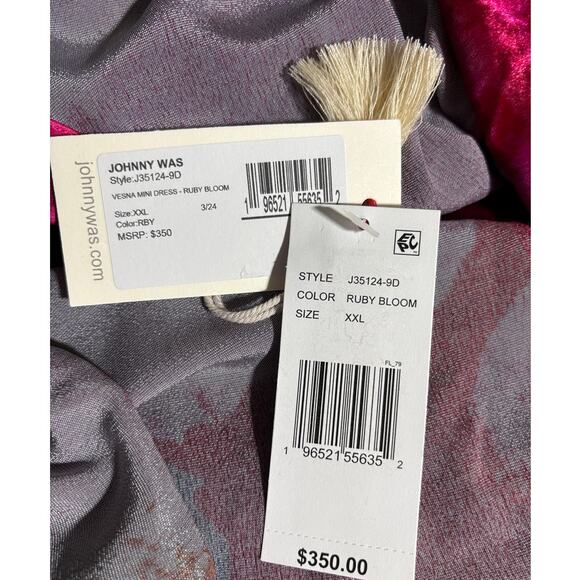 johnnywas.com
JOHNNY WAS
Style:J35124-9D
VESNA MINI DRESS - RUBY BLOOM
Size:XXL 3/24
Color:RBY
MSRP: $350
1 96521 55635 2
STYLE J35124-9D
COLOR RUBY BLOOM
SIZE XXL
FL_79
1 96521 55635 2
$350.00